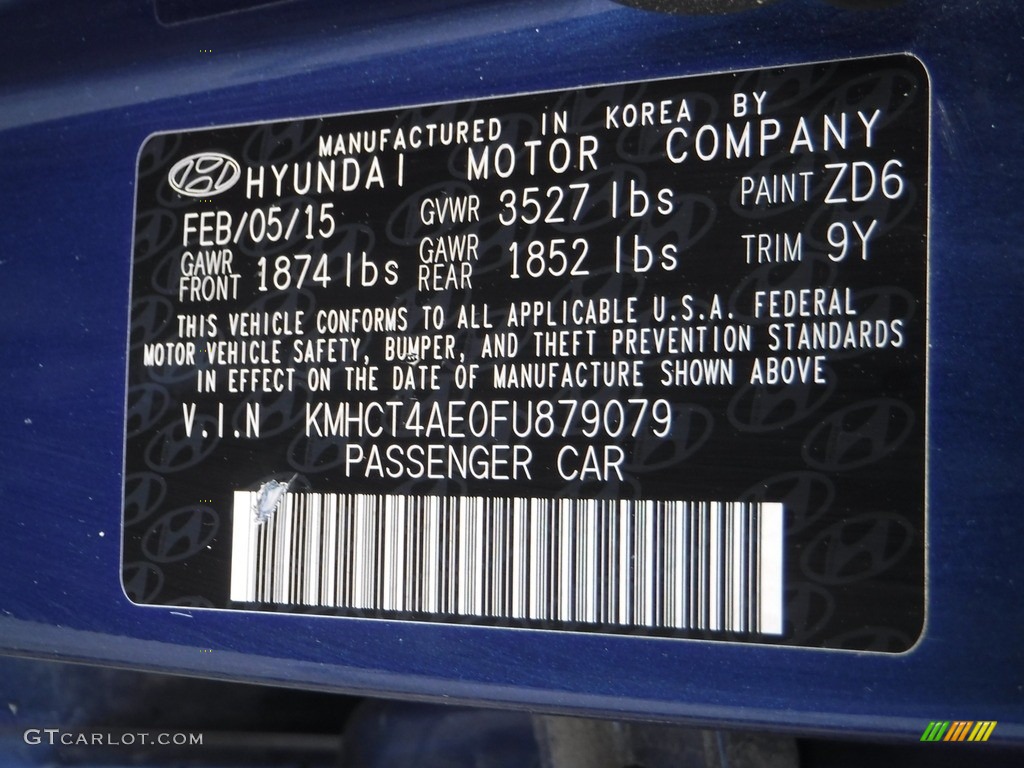 MANUFACTURED IN KOREA BY
HYUNDAI MOTOR COMPANY
FEB/05/15 GVWR 3527 lbs PAINT ZD6
GAWR FRONT 1874 lbs GAWR REAR 1852 lbs TRIM 9Y
THIS VEHICLE CONFORMS TO ALL APPLICABLE U.S.A. FEDERAL
MOTOR VEHICLE SAFETY, BUMPER, AND THEFT PREVENTION STANDARDS
IN EFFECT ON THE DATE OF MANUFACTURE SHOWN ABOVE
V.I.N KMHCT4AE0FU879079
PASSENGER CAR
GTCARLOT.COM